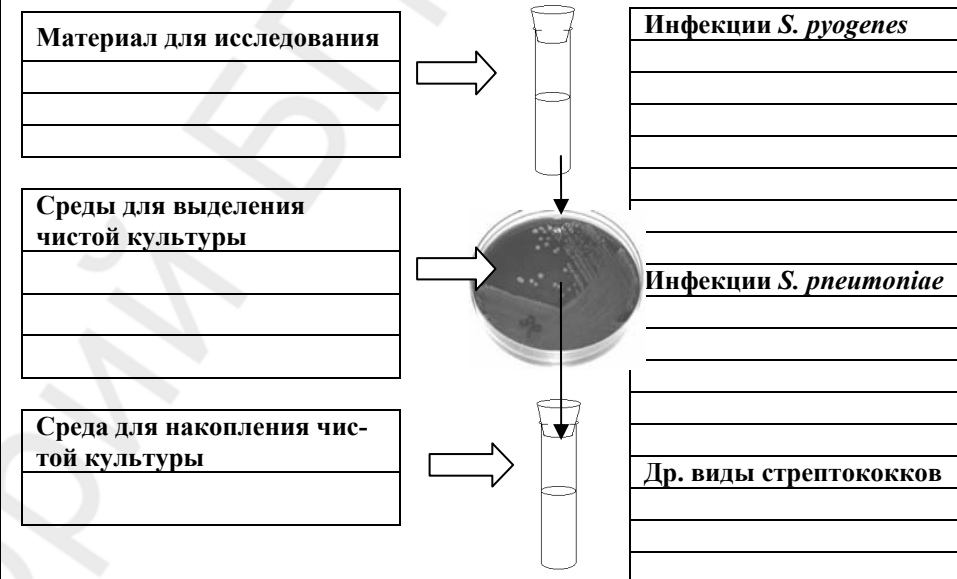 Материал для исследования
Среды для выделения
чистой культуры
Среда для накопления чис-
той культуры
Инфекции S. pyogenes
Инфекции S. pneumoniae
Др. виды стрептококков